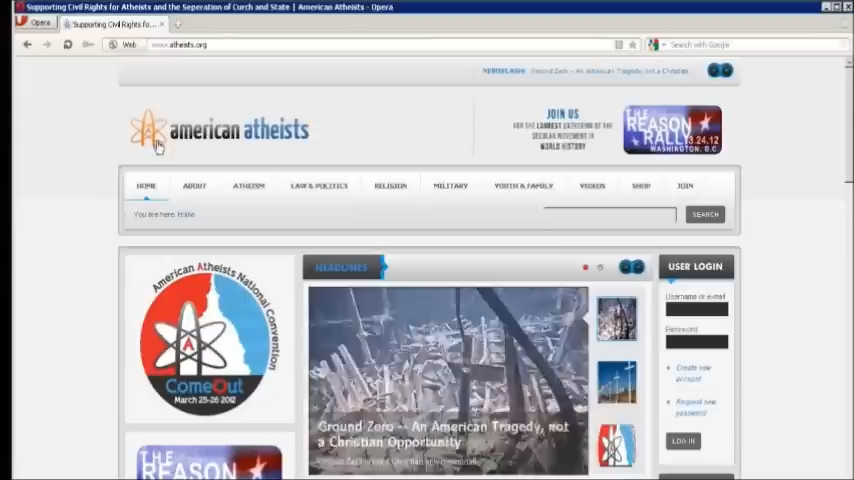 Supporting Civil Rights for Atheists and the Seperation of Curch and State | American Atheists - Opera
Opera
Supporting Civil Rights fo...
Web
www.atheists.org
Search with Google
NEWSFLASH:
Ground Zero -- An American Tragedy, not a Christian...
american atheists
JOIN US
FOR THE LARGEST GATHERING OF THE
SECULAR MOVEMENT IN
WORLD HISTORY
THE
REASON
RALLY
3.24.12
WASHINGTON, D.C
HOME
ABOUT
ATHEISM
LAW & POLITICS
RELIGION
MILITARY
YOUTH & FAMILY
VIDEOS
SHOP
JOIN
You are here: Home
SEARCH
American Atheists National Convention
A
ComeOut
March 25-26 2012
THE
REASON
HEADLINES
Ground Zero -- An American Tragedy, not
a Christian Opportunity
USER LOGIN
Username or e-mail
Password
Create new
account
Request new
password
LOG IN